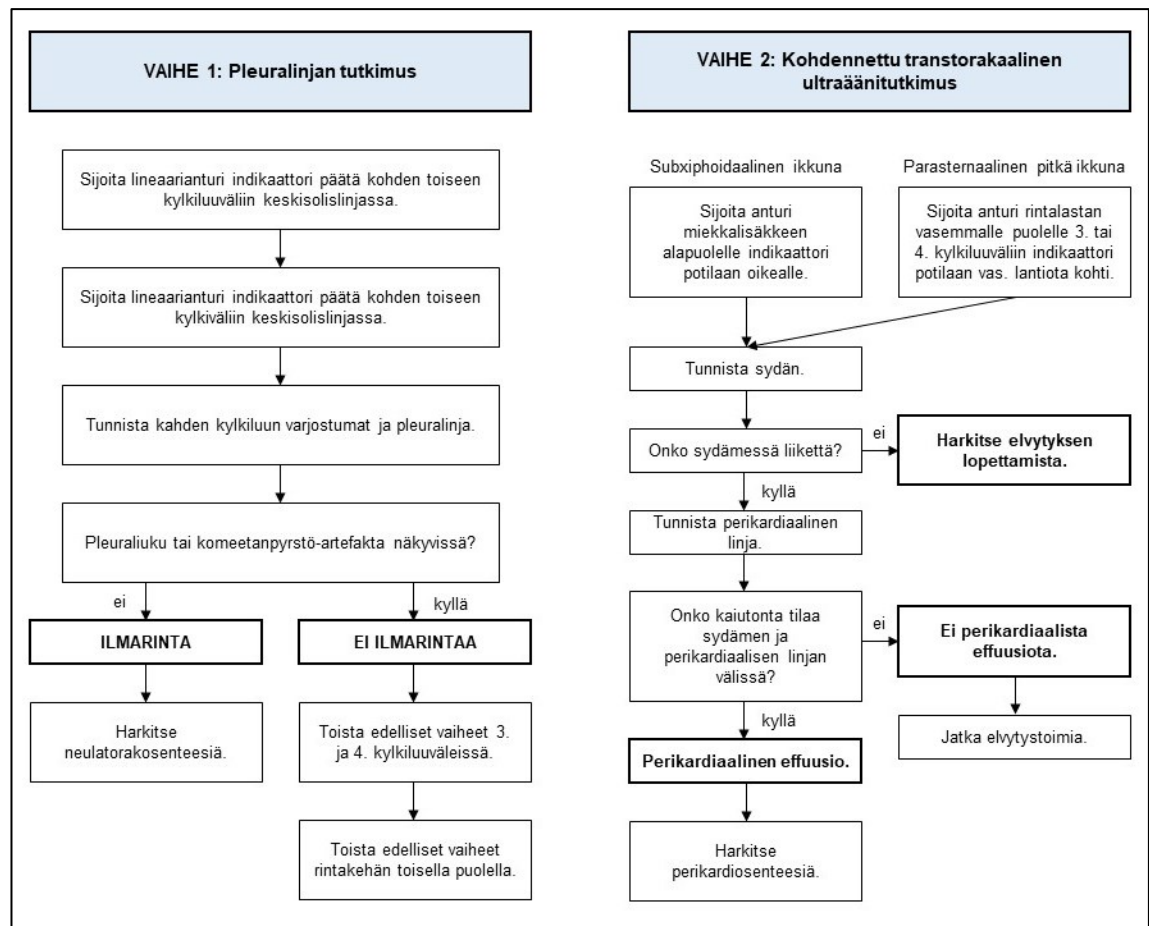 VAIHE 1: Pleuralinjan tutkimus
Sijoita lineaarianturi indikaattori päätä kohden toiseen
kylkiluuväliin keskisolislinjassa.
Sijoita lineaarianturi indikaattori päätä kohden toiseen
kylkiväliin keskisolislinjassa.
Tunnista kahden kylkiluun varjostumat ja pleuralinja.
Pleuraliuku tai komeetanpyrstö-artefakta näkyvissä?
ei
kyllä
ILMARINTA
EI ILMARINTAA
Harkitse
neulatorakosenteesiä.
Toista edelliset vaiheet 3.
ja 4. kylkiluuväleissä.
Toista edelliset vaiheet
rintakehän toisella puolella.
VAIHE 2: Kohdennettu transtorakaalinen
ultraäänitutkimus
Subxiphoidaalinen ikkuna
Parasternaalinen pitkä ikkuna
Sijoita anturi
miekkalisäkkeen
alapuolelle indikaattori
potilaan oikealle.
Sijoita anturi rintalastan
vasemmalle puolelle 3. tai
4. kylkiluuväliin indikaattori
potilaan vas. lantiota kohti.
Tunnista sydän.
Onko sydämessä liikettä?
ei
Harkitse elvytyksen
lopettamista.
kyllä
Tunnista perikardiaalinen
linja.
Onko kaiutonta tilaa
sydämen ja
perikardiaalisen linjan
välissä?
ei
Ei perikardiaalista
effuusiota.
kyllä
Jatka elvytystoimia.
Perikardiaalinen effuusio.
Harkitse
perikardiosenteesiä.